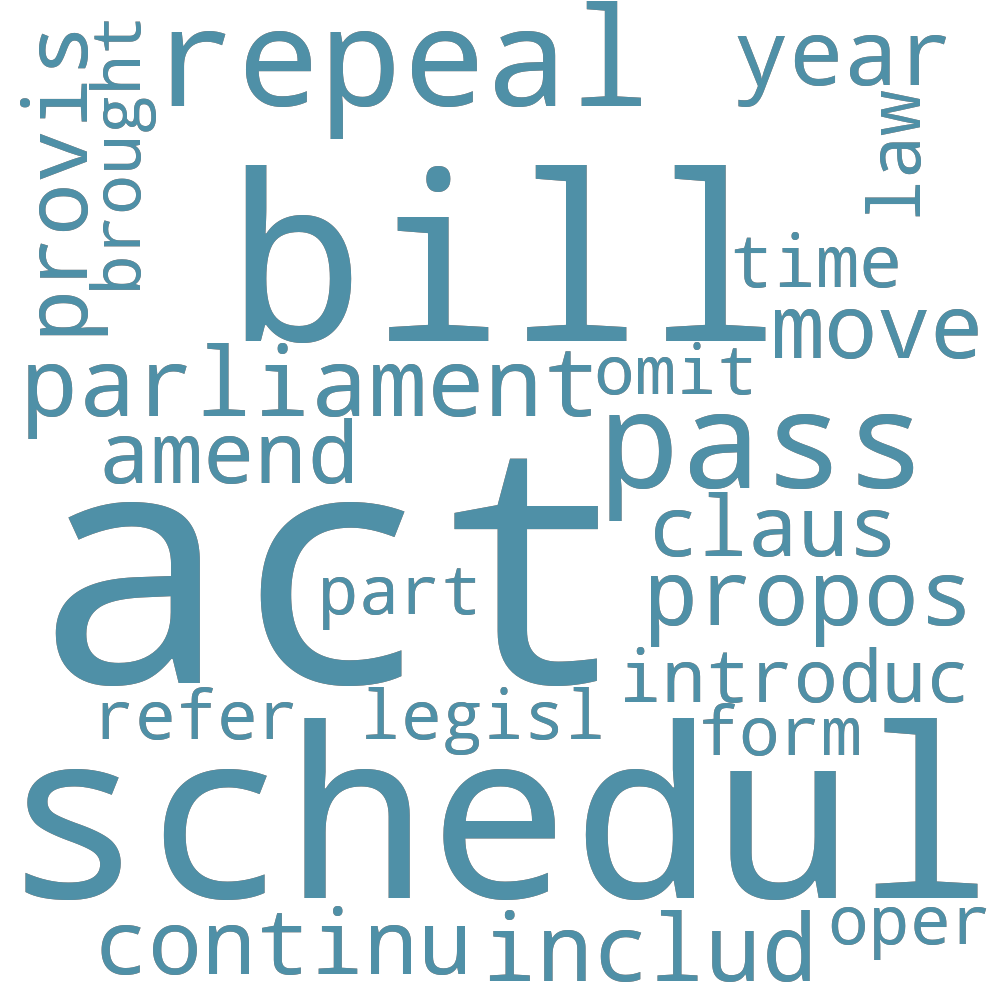 provis
brought
repeal
year
law
bill
time
move
parliament
omit
amend
pass
act
claus
part
propos
introduc
refer
legisl
form
schedul
continu
includ
oper